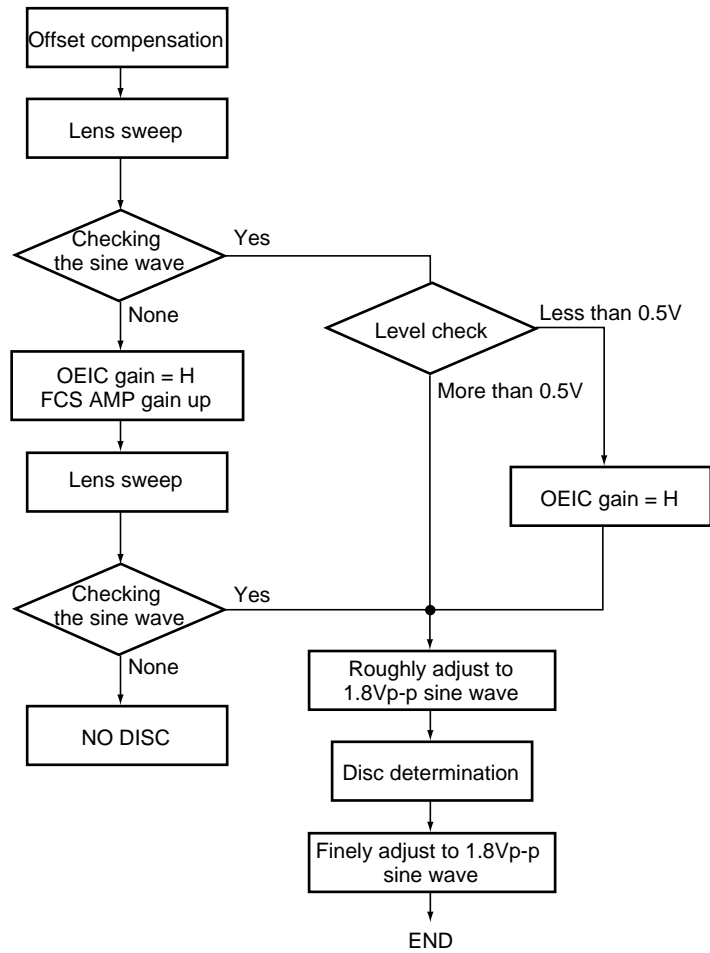 Offset compensation
Lens sweep
Checking
the sine wave
Yes
None
Level check
Less than 0.5V
More than 0.5V
OEIC gain = H
FCS AMP gain up
Lens sweep
OEIC gain = H
Checking
the sine wave
Yes
None
NO DISC
Roughly adjust to
1.8Vp-p sine wave
Disc determination
Finely adjust to 1.8Vp-p
sine wave
END